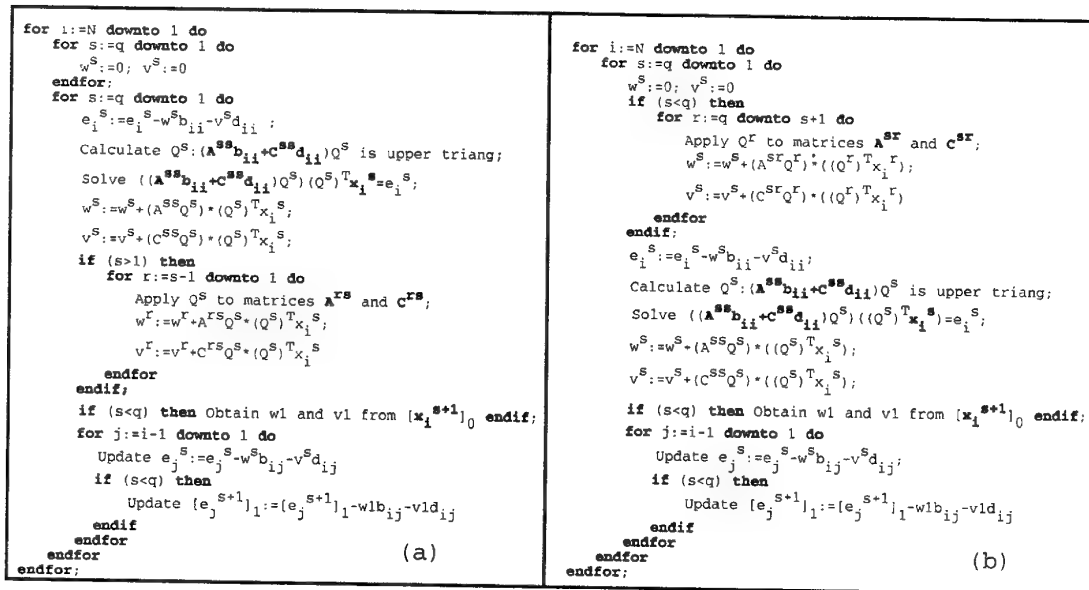 for i:=N downto 1 do
for s:=q downto 1 do
w^s:=0; v^s:=0
endfor;
for s:=q downto 1 do
e_i^s:=e_i^s-w^s b_ii-v^s d_ii ;
Calculate Q^s:(A^ss b_ii+C^ss d_ii)Q^s is upper triang;
Solve ((A^ss b_ii+C^ss d_ii)Q^s)(Q^s)^T x_i^s=e_i^s;
w^s:=w^s+(A^ss Q^s)*(Q^s)^T x_i^s;
v^s:=v^s+(C^ss Q^s)*(Q^s)^T x_i^s;
if (s>1) then
for r:=s-1 downto 1 do
Apply Q^s to matrices A^rs and C^rs;
w^r:=w^r+A^rs Q^s*(Q^s)^T x_i^s;
v^r:=v^r+C^rs Q^s*(Q^s)^T x_i^s
endfor
endif;
if (s<q) then Obtain w1 and v1 from [x_i^s+1]_0 endif;
for j:=i-1 downto 1 do
Update e_j^s:=e_j^s-w^s b_ij-v^s d_ij
if (s<q) then
Update [e_j^s+1]_1:=[e_j^s+1]_1-w1b_ij-v1d_ij
endif
endfor
endfor
endfor;
(a)
for i:=N downto 1 do
for s:=q downto 1 do
w^s:=0; v^s:=0
if (s<q) then
for r:=q downto s+1 do
Apply Q^r to matrices A^sr and C^sr;
w^s:=w^s+(A^sr Q^r)*((Q^r)^T x_i^r);
v^s:=v^s+(C^sr Q^r)*((Q^r)^T x_i^r)
endfor
endif;
e_i^s:=e_i^s-w^s b_ii-v^s d_ii;
Calculate Q^s:(A^ss b_ii+C^ss d_ii)Q^s is upper triang;
Solve ((A^ss b_ii+C^ss d_ii)Q^s)((Q^s)^T x_i^s)=e_i^s;
w^s:=w^s+(A^ss Q^s)*((Q^s)^T x_i^s);
v^s:=v^s+(C^ss Q^s)*((Q^s)^T x_i^s);
if (s<q) then Obtain w1 and v1 from [x_i^s+1]_0 endif;
for j:=i-1 downto 1 do
Update e_j^s:=e_j^s-w^s b_ij-v^s d_ij;
if (s<q) then
Update [e_j^s+1]_1:=[e_j^s+1]_1-w1b_ij-v1d_ij
endif
endfor
endfor
endfor;
(b)